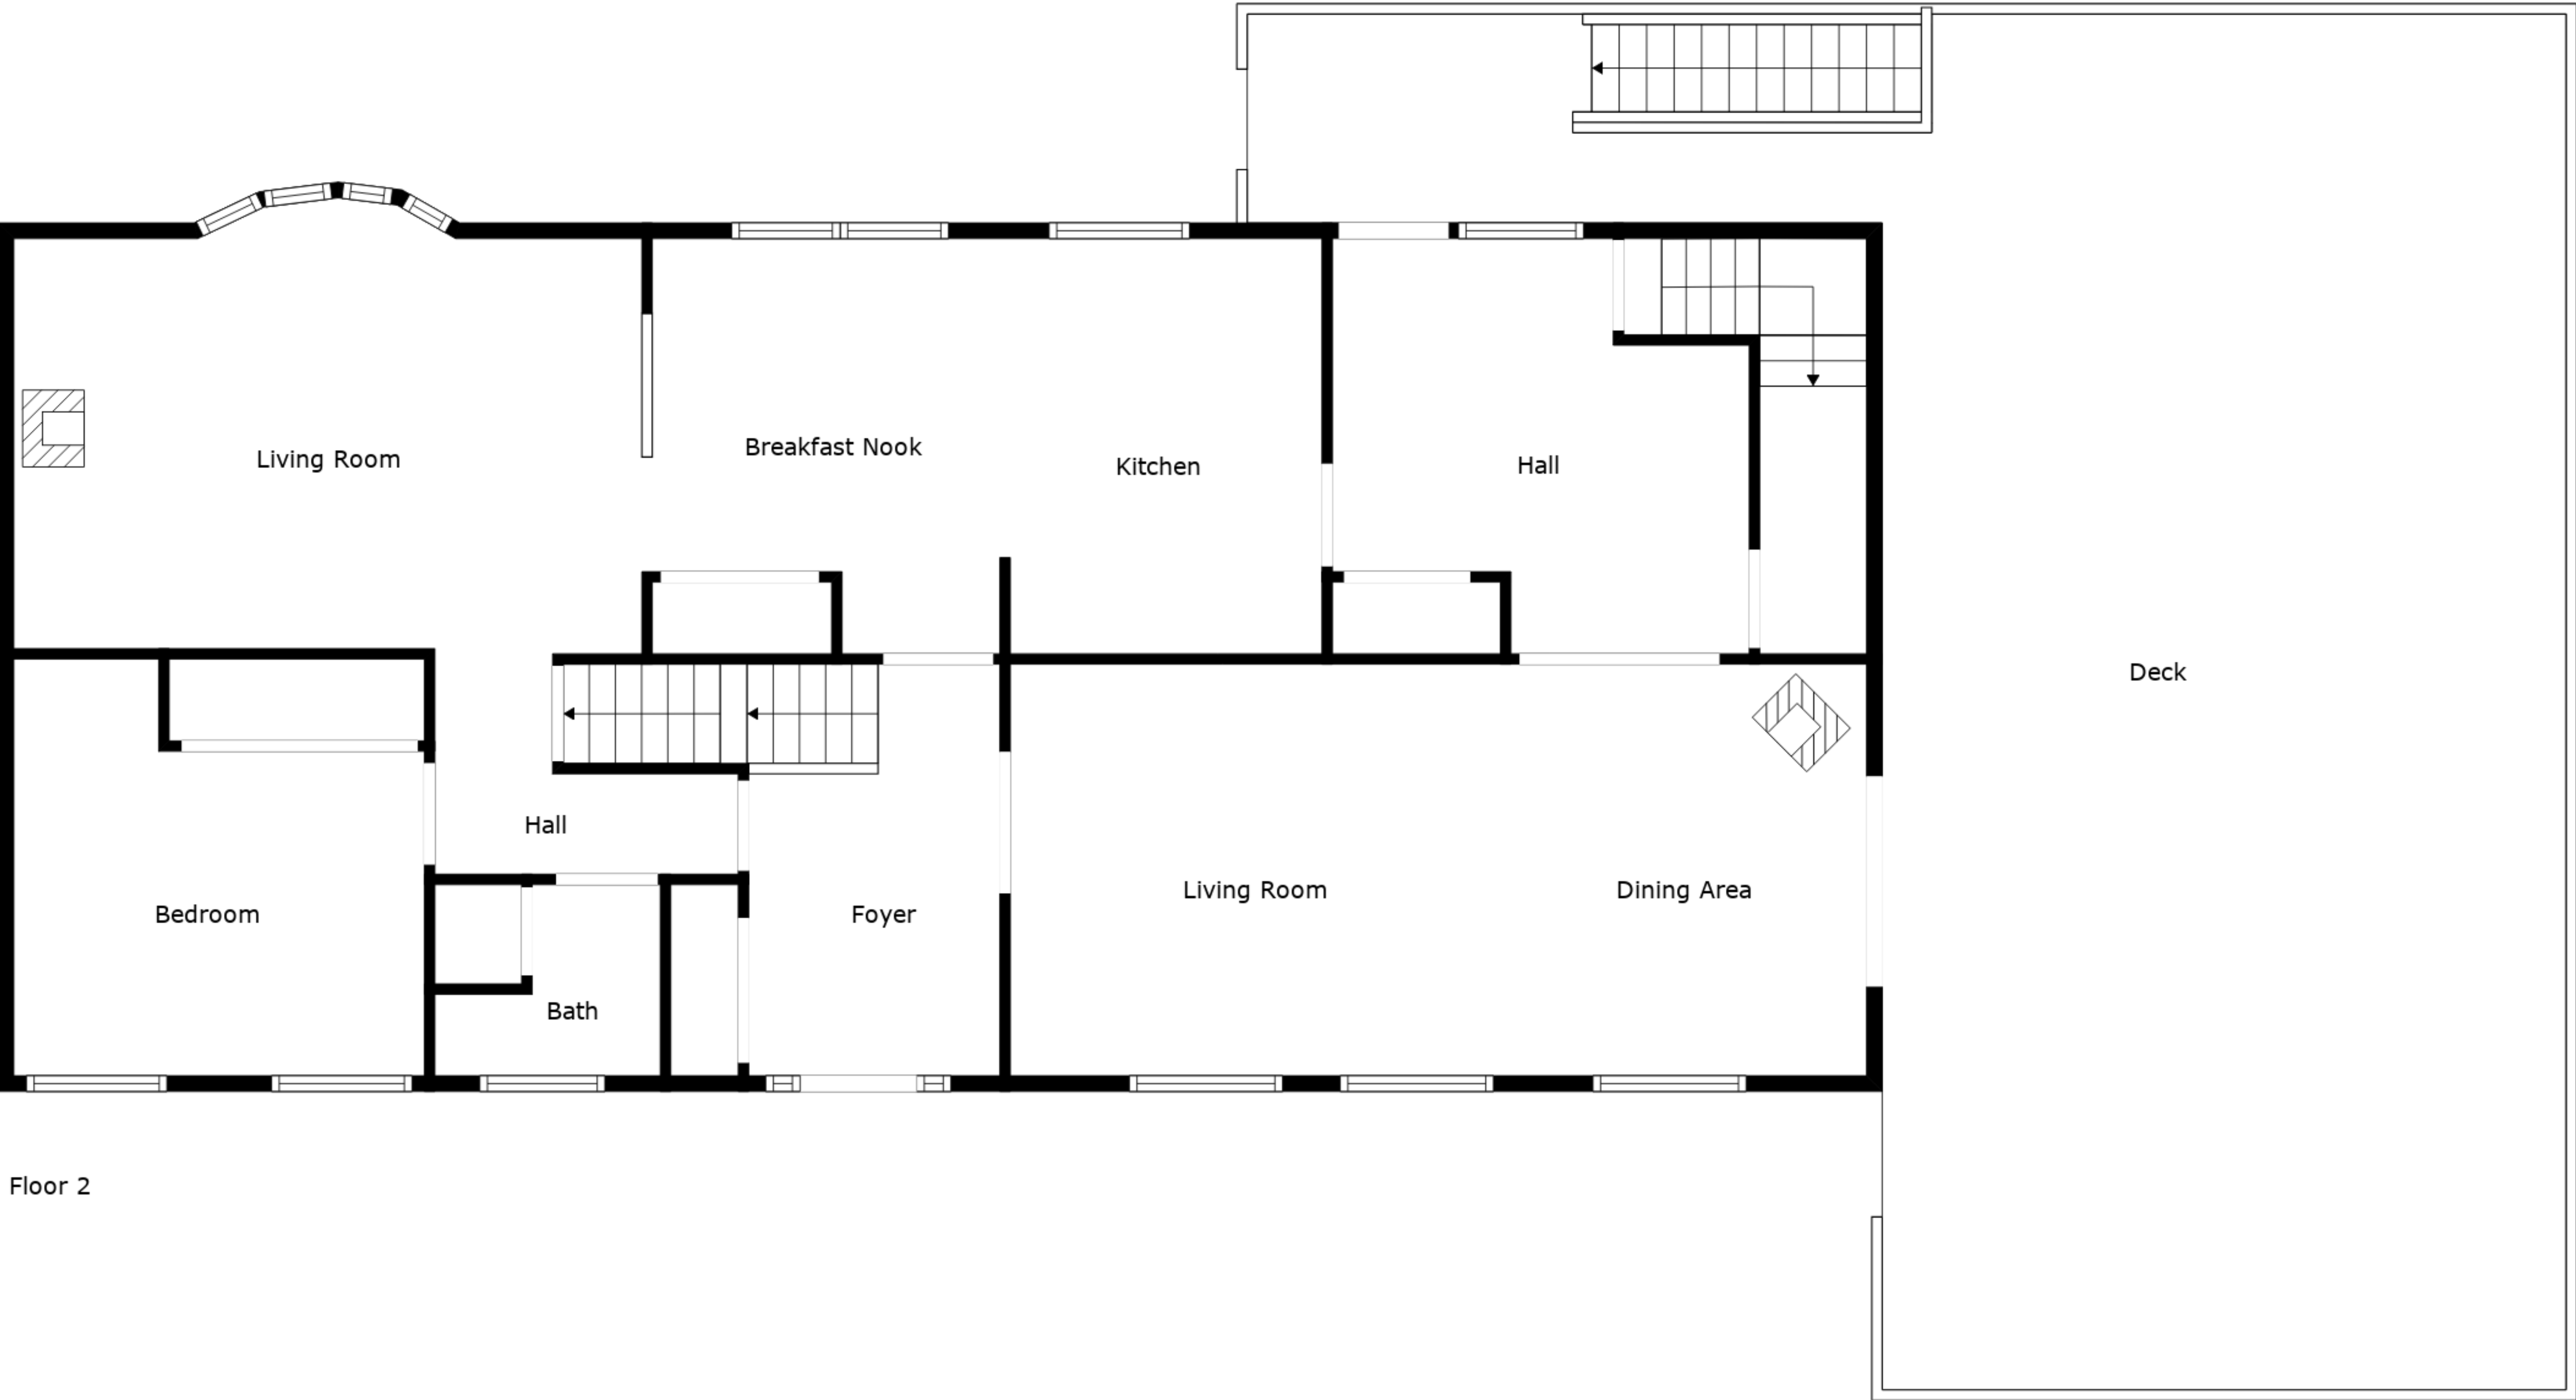 Living Room
Breakfast Nook
Kitchen
Hall
Deck
Hall
Bedroom
Foyer
Living Room
Dining Area
Bath
Floor 2